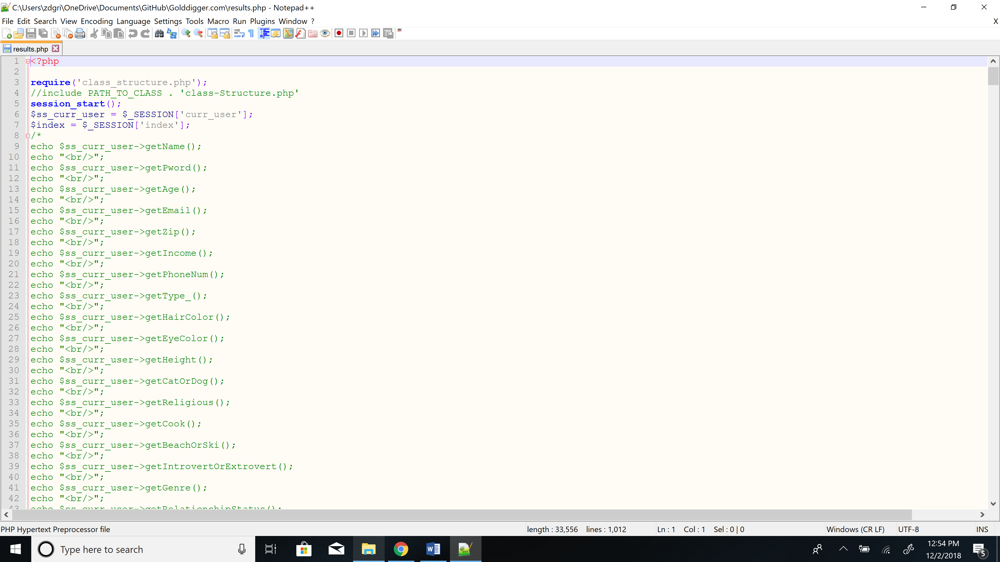 C:\Users\zdgri\OneDrive\Documents\GitHub\Golddigger.com\results.php - Notepad++
File Edit Search View Encoding Language Settings Tools Macro Run Plugins Window ?
X
ABC
results.php
1 <?php
2
3 require('class_structure.php');
4 //include PATH_TO_CLASS . 'class-Structure.php'
5 session_start();
6 $ss_curr_user = $_SESSION['curr_user'];
7 $index = $_SESSION['index'];
8 /*
9 echo $ss_curr_user->getName();
10 echo "<br/>";
11 echo $ss_curr_user->getPword();
12 echo "<br/>";
13 echo $ss_curr_user->getAge();
14 echo "<br/>";
15 echo $ss_curr_user->getEmail();
16 echo "<br/>";
17 echo $ss_curr_user->getZip();
18 echo "<br/>";
19 echo $ss_curr_user->getIncome();
20 echo "<br/>";
21 echo $ss_curr_user->getPhoneNum();
22 echo "<br/>";
23 echo $ss_curr_user->getType_();
24 echo "<br/>";
25 echo $ss_curr_user->getHairColor();
26 echo "<br/>";
27 echo $ss_curr_user->getEyeColor();
28 echo "<br/>";
29 echo $ss_curr_user->getHeight();
30 echo "<br/>";
31 echo $ss_curr_user->getCatOrDog();
32 echo "<br/>";
33 echo $ss_curr_user->getReligious();
34 echo "<br/>";
35 echo $ss_curr_user->getCook();
36 echo "<br/>";
37 echo $ss_curr_user->getBeachOrSki();
38 echo "<br/>";
39 echo $ss_curr_user->getIntrovertOrExtrovert();
40 echo "<br/>";
41 echo $ss_curr_user->getGenre();
42 echo "<br/>";
43 echo $ss_curr_user->getRelationshipStatus();
PHP Hypertext Preprocessor file length : 33,556 lines : 1,012 Ln : 1 Col : 1 Sel : 0 | 0 Windows (CR LF) UTF-8 INS
Type here to search
12:54 PM
12/2/2018
5